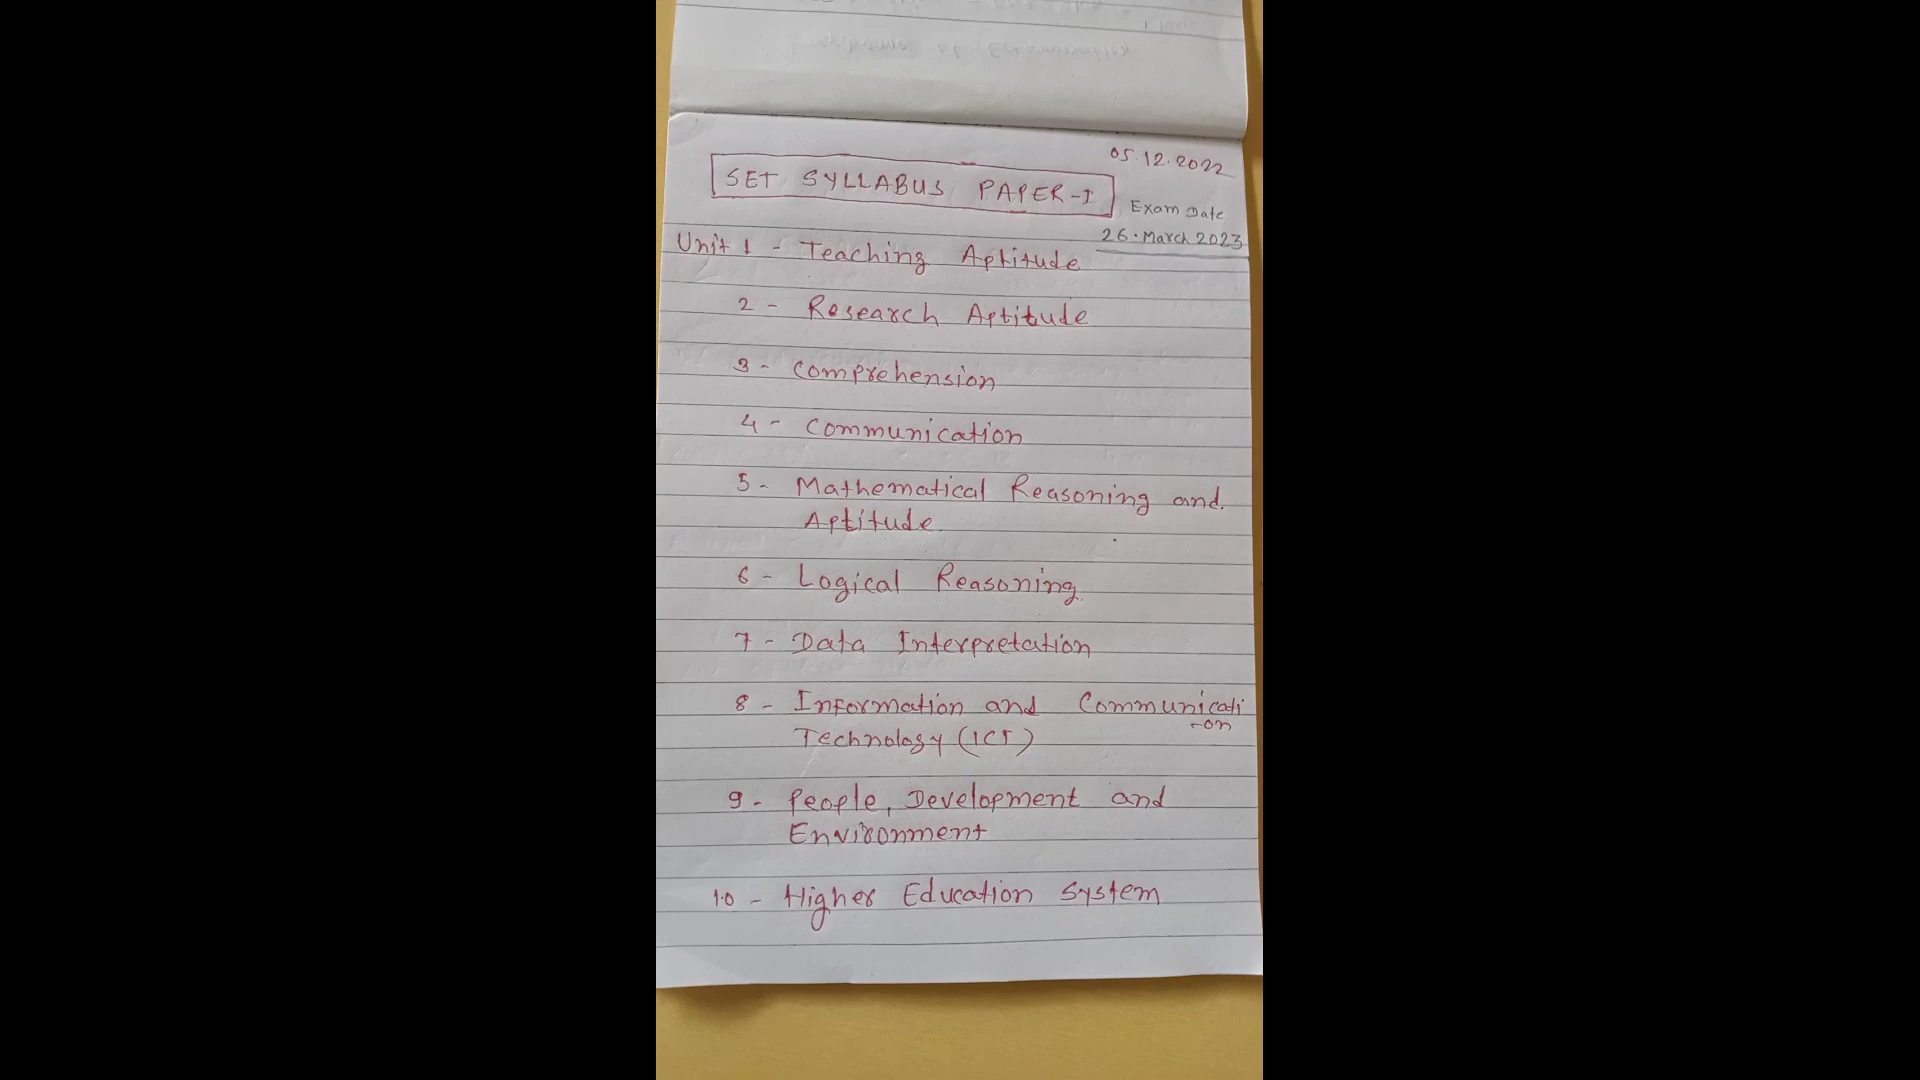 05.12.2022
SET SYLLABUS PAPER-I
Exam Date
26. March 2023
Unit 1 - Teaching Aptitude
2 - Research Aptitude
3 - Comprehension
4 - Communication
5 - Mathematical Reasoning and
Aptitude
6 - Logical Reasoning
7 - Data Interpretation
8 - Information and Communicati
-on
Technology (ICT)
9 - People, Development and
Environment
10 - Higher Education System